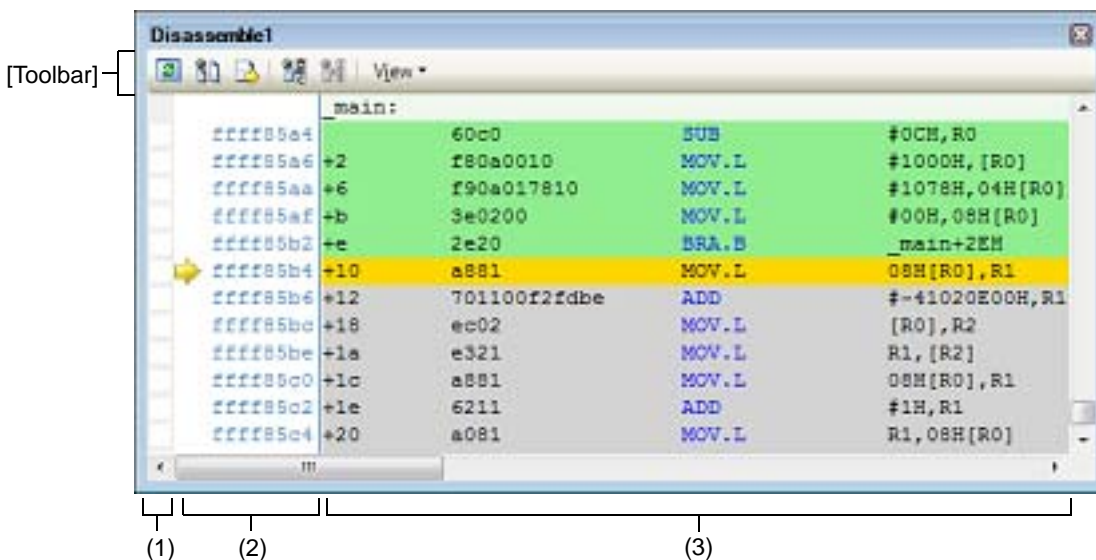 Disassemble1
[Toolbar]
View
_main:
ffff85a4 60c0 SUB #0CH,R0
ffff85a6 +2 f80a0010 MOV.L #1000H,[R0]
ffff85aa +6 f90a017810 MOV.L #1078H,04H[R0]
ffff85af +b 3e0200 MOV.L #00H,08H[R0]
ffff85b2 +e 2e20 BRA.B _main+2EH
ffff85b4 +10 a881 MOV.L 08H[R0],R1
ffff85b6 +12 701100f2fdbe ADD #-41020E00H,R1
ffff85bc +18 ec02 MOV.L [R0],R2
ffff85be +1a e321 MOV.L R1,[R2]
ffff85c0 +1c a881 MOV.L 08H[R0],R1
ffff85c2 +1e 6211 ADD #1H,R1
ffff85c4 +20 a081 MOV.L R1,08H[R0]
(1) (2) (3)